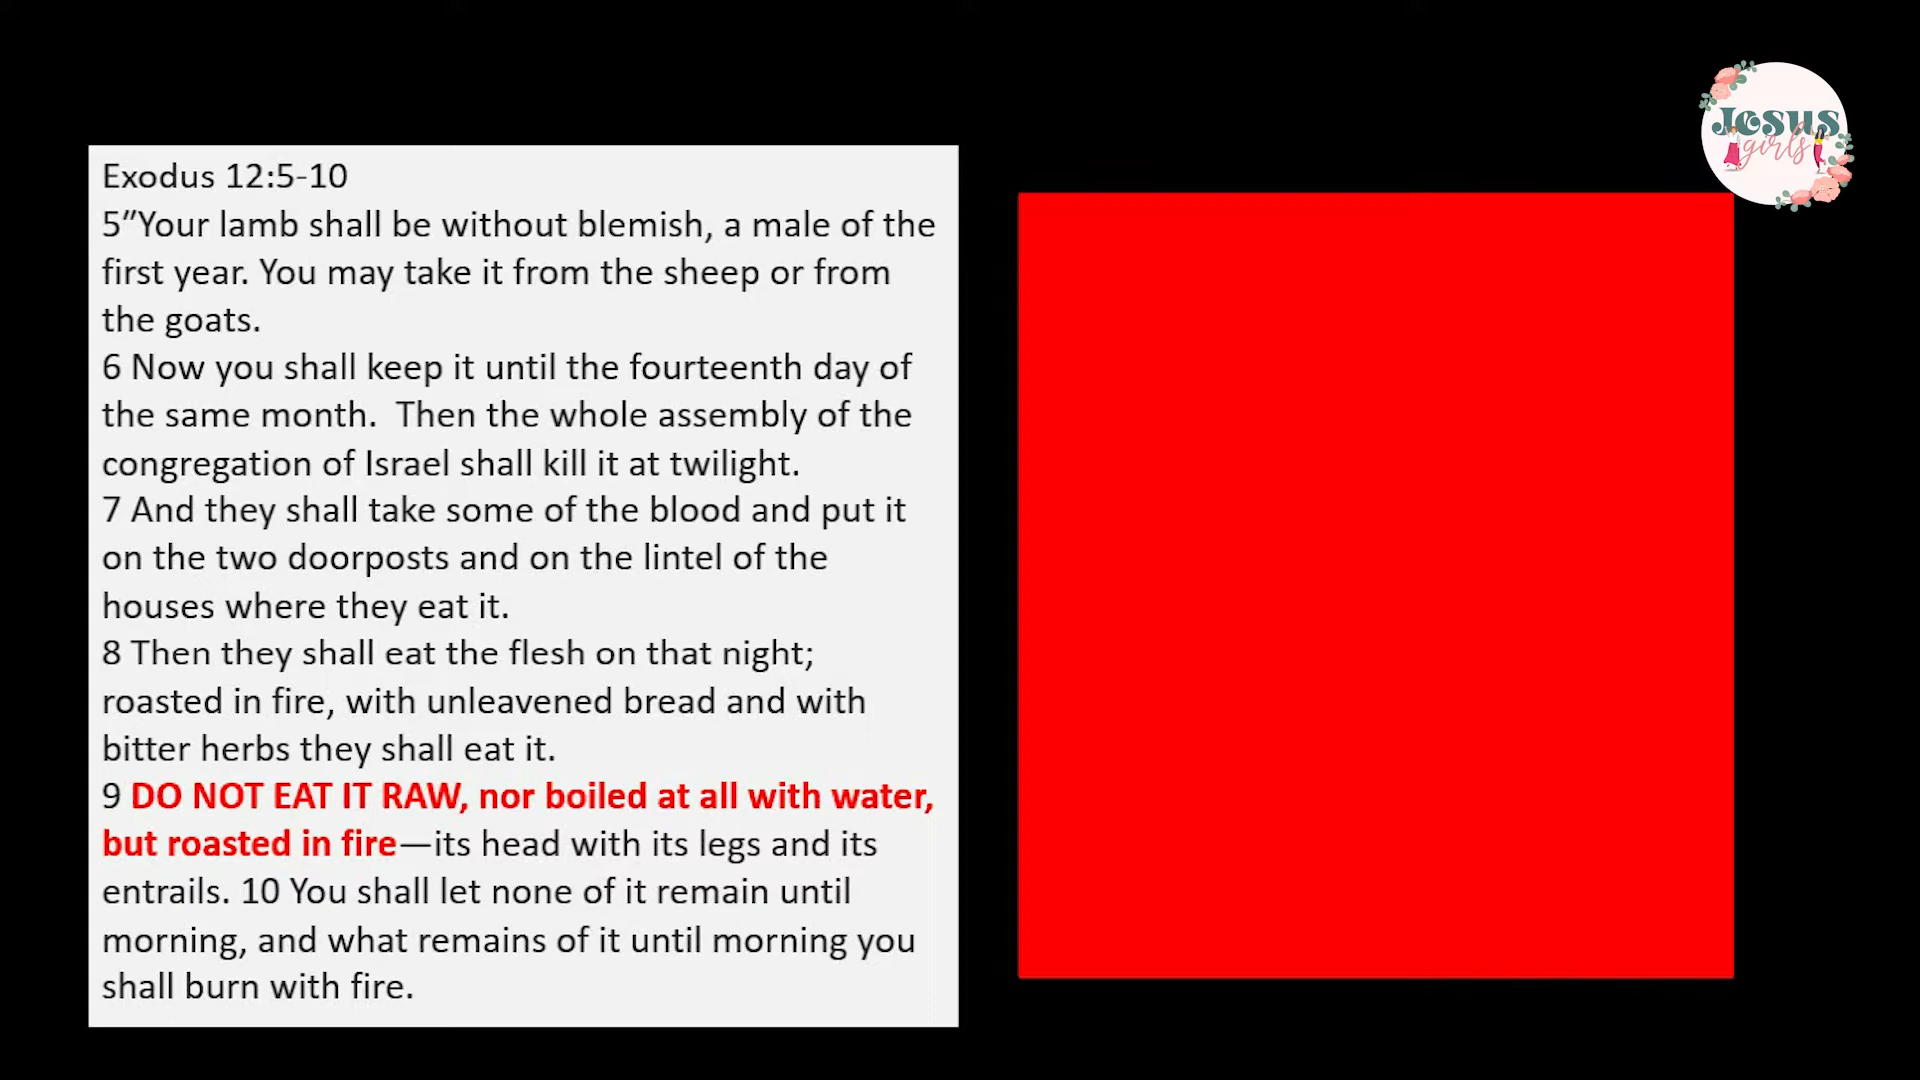 Exodus 12:5-10
5”Your lamb shall be without blemish, a male of the
first year. You may take it from the sheep or from
the goats.
6 Now you shall keep it until the fourteenth day of
the same month.  Then the whole assembly of the
congregation of Israel shall kill it at twilight.
7 And they shall take some of the blood and put it
on the two doorposts and on the lintel of the
houses where they eat it.
8 Then they shall eat the flesh on that night;
roasted in fire, with unleavened bread and with
bitter herbs they shall eat it.
9 DO NOT EAT IT RAW, nor boiled at all with water,
but roasted in fire—its head with its legs and its
entrails. 10 You shall let none of it remain until
morning, and what remains of it until morning you
shall burn with fire.
Jesus
girls